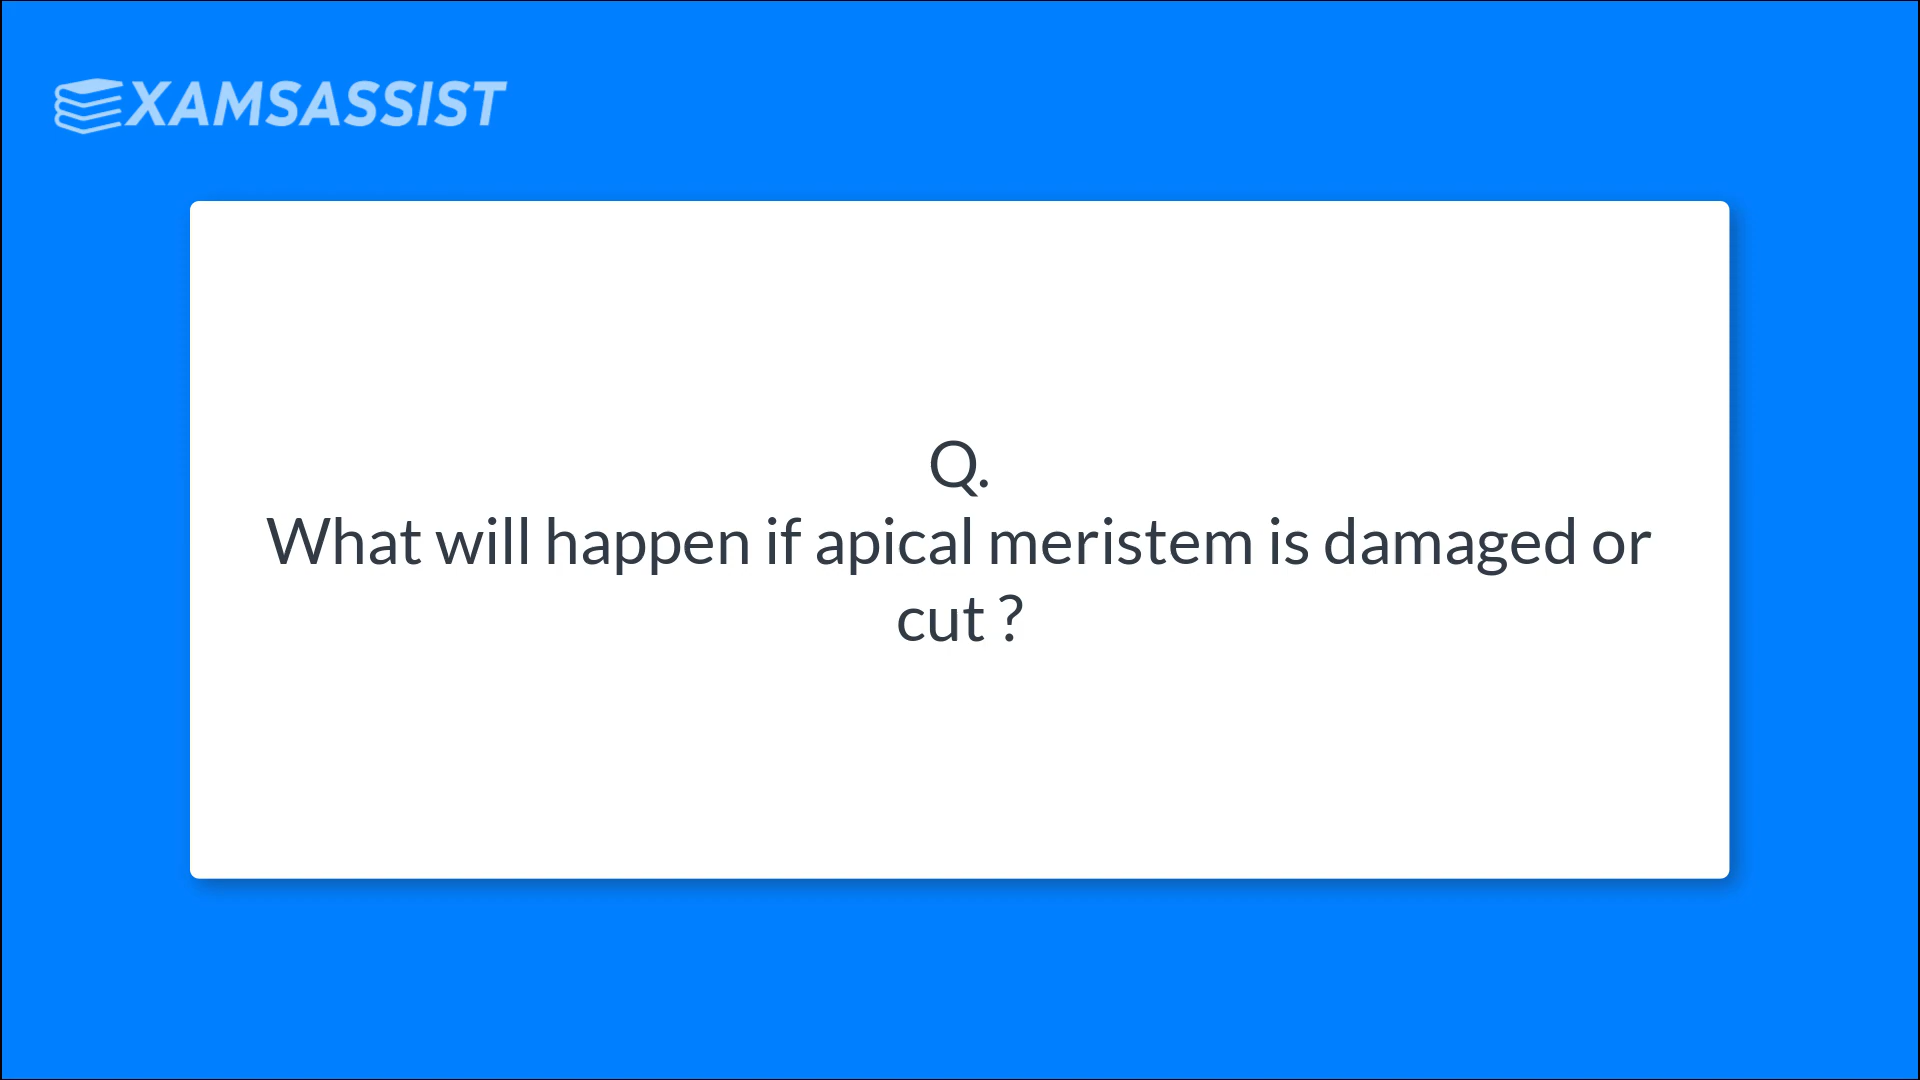 EXAMSASSIST
Q.
What will happen if apical meristem is damaged or
cut ?